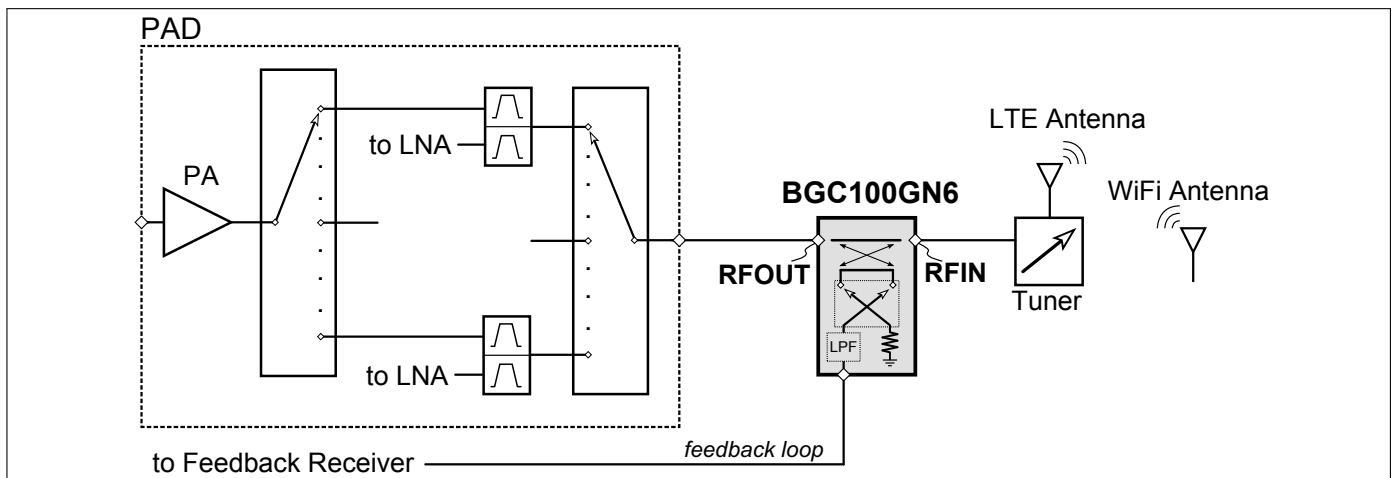 PAD
PA
to LNA
to LNA
LTE Antenna
WiFi Antenna
BGC100GN6
RFOUT
RFIN
Tuner
LPF
feedback loop
to Feedback Receiver